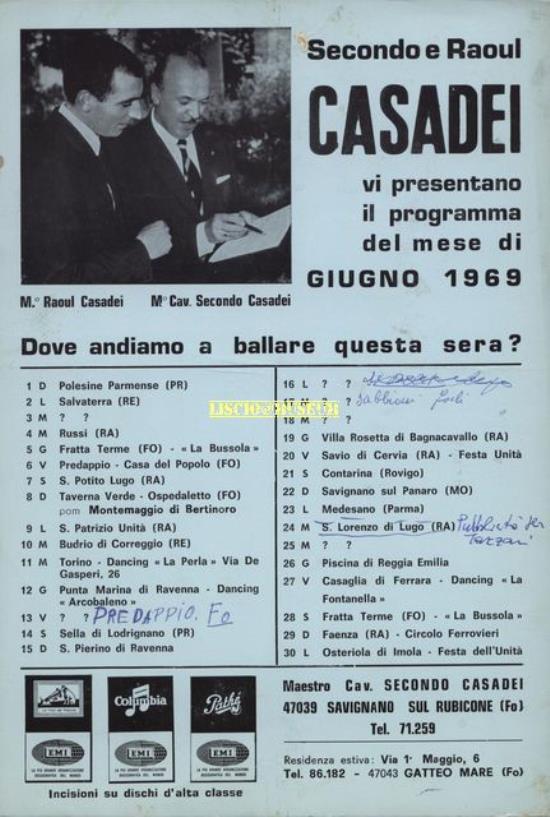 Secondo e Raoul
CASADEI
vi presentano
il programma
del mese di
GIUGNO 1969
M.° Raoul Casadei
M° Cav. Secondo Casadei
Dove andiamo a ballare questa sera?
1 D Polesine Parmense (PR)
2 L Salvaterra (RE)
3 M ? ?
4 M Russi (RA)
5 G Fratta Terme (FO) - « La Bussola »
6 V Predappio - Casa del Popolo (FO)
7 S S. Potito Lugo (RA)
8 D Taverna Verde - Ospedaletto (FO)
pom Montemaggio di Bertinoro
9 L S. Patrizio Unità (RA)
10 M Budrio di Correggio (RE)
11 M Torino - Dancing « La Perla » Via De
Gasperi, 26
12 G Punta Marina di Ravenna - Dancing
« Arcobaleno »
13 V ? ? PREDAPPIO. Fo
14 S Sella di Lodrignano (PR)
15 D S. Pierino di Ravenna
16 L ? ?
17 M ? ? Sabbioni Forlì
LISCIO@MUSEUM
18 M ? ?
19 G Villa Rosetta di Bagnacavallo (RA)
20 V Savio di Cervia (RA) - Festa Unità
21 S Contarina (Rovigo)
22 D Savignano sul Panaro (MO)
23 L Medesano (Parma)
24 M S. Lorenzo di Lugo (RA) Pubblicità per
25 M ? ?
26 G Piscina di Reggia Emilia
27 V Casaglia di Ferrara - Dancing « La
Fontanella »
28 S Fratta Terme (FO) - « La Bussola »
29 D Faenza (RA) - Circolo Ferrovieri
30 L Osteriola di Imola - Festa dell'Unità
Columbia
Pathé
EMI
EMI
EMI
Incisioni su dischi d'alta classe
Maestro Cav. SECONDO CASADEI
47039 SAVIGNANO SUL RUBICONE (Fo)
Tel. 71.259
Residenza estiva: Via 1° Maggio, 6
Tel. 86.182 - 47043 GATTEO MARE (Fo)